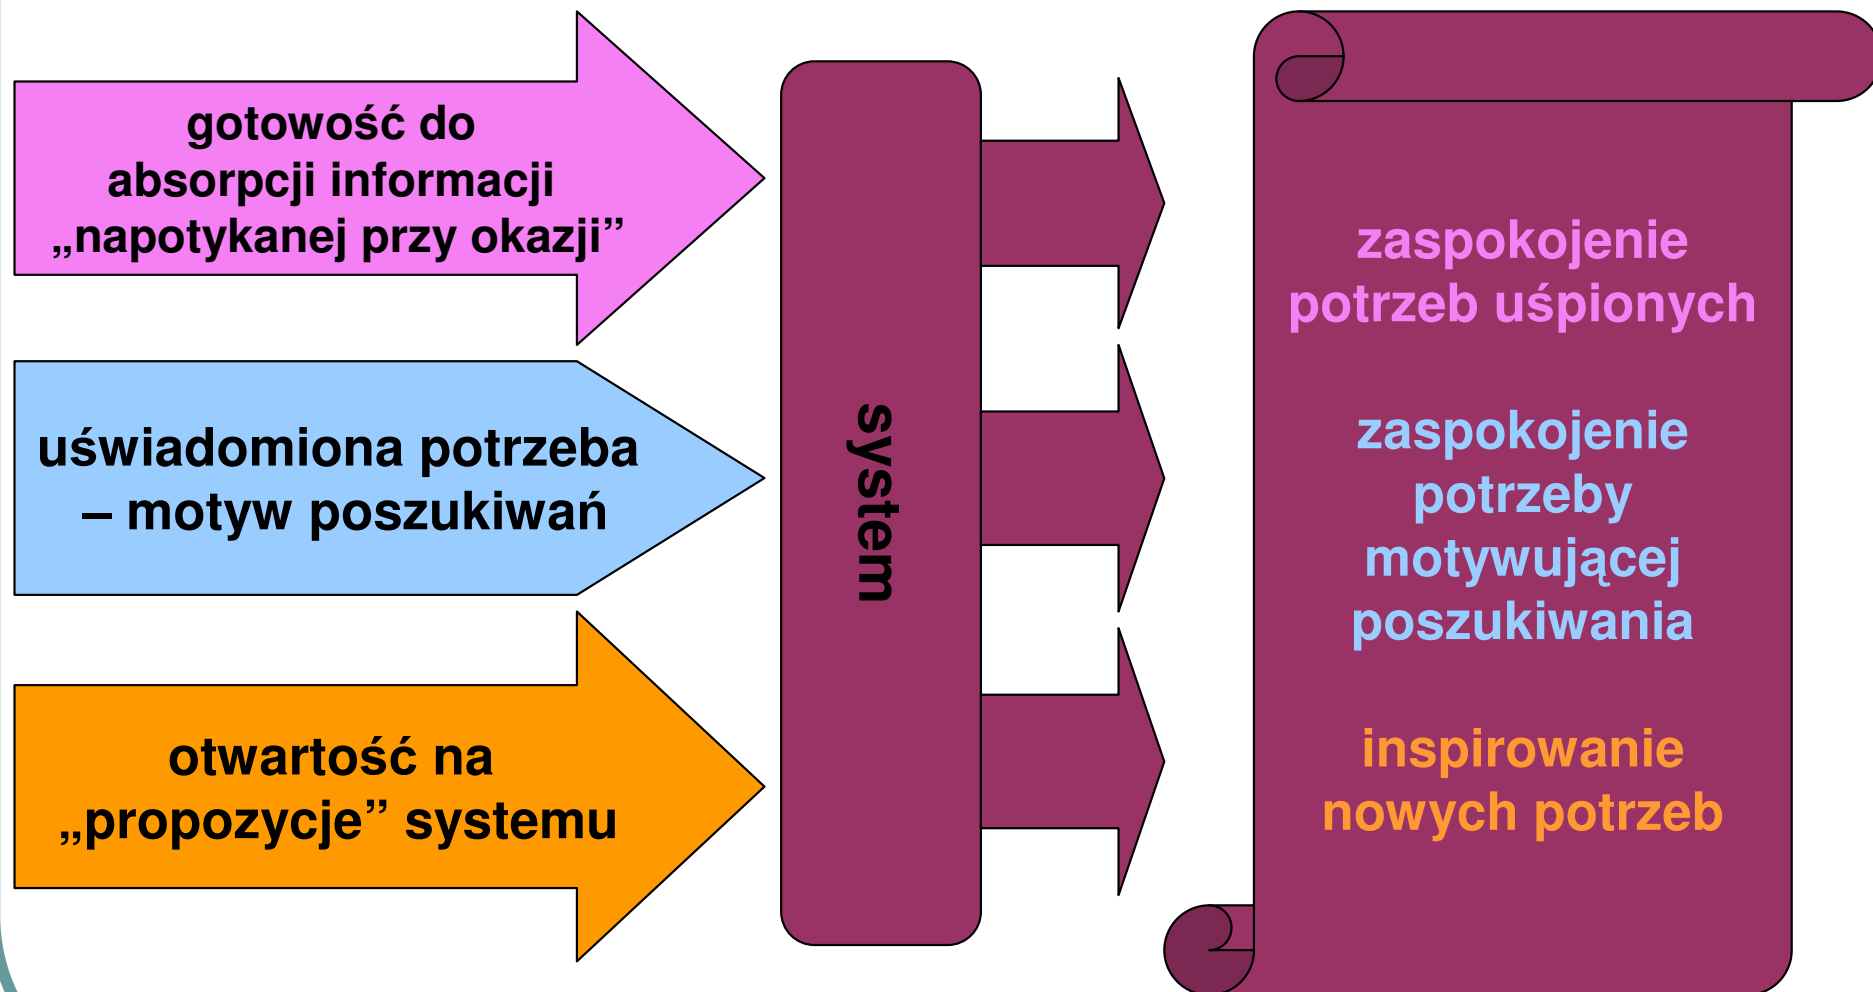 gotowość do
absorpcji informacji
„napotykanej przy okazji”
uświadomiona potrzeba
– motyw poszukiwań
otwartość na
„propozycje” systemu
system
zaspokojenie
potrzeb uśpionych
zaspokojenie
potrzeby
motywującej
poszukiwania
inspirowanie
nowych potrzeb